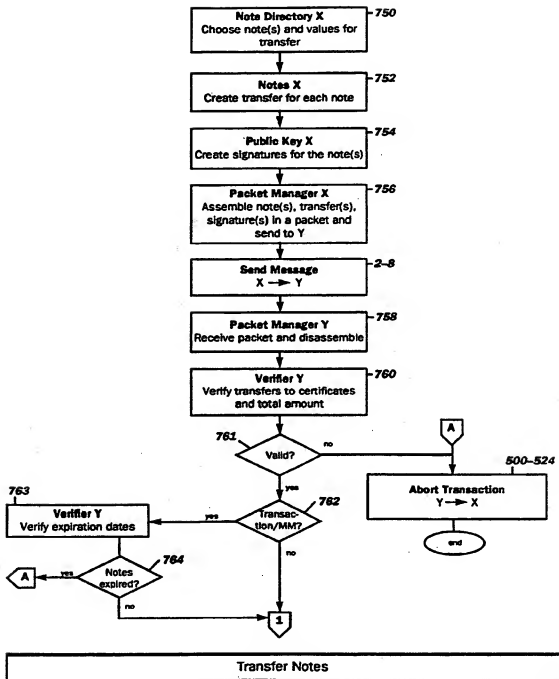 Note Directory X
Choose note(s) and values for
transfer
750
Notes X
Create transfer for each note
752
Public Key X
Create signatures for the note(s)
754
Packet Manager X
Assemble note(s), transfer(s),
signature(s) in a packet and
send to Y
756
Send Message
X → Y
2–8
Packet Manager Y
Receive packet and disassemble
758
Verifier Y
Verify transfers to certificates
and total amount
760
761
Valid?
no
yes
A
500–524
Abort Transaction
Y → X
end
763
Verifier Y
Verify expiration dates
yes
762
Transac-
tion/MM?
no
764
Notes
expired?
yes
A
no
1
Transfer Notes